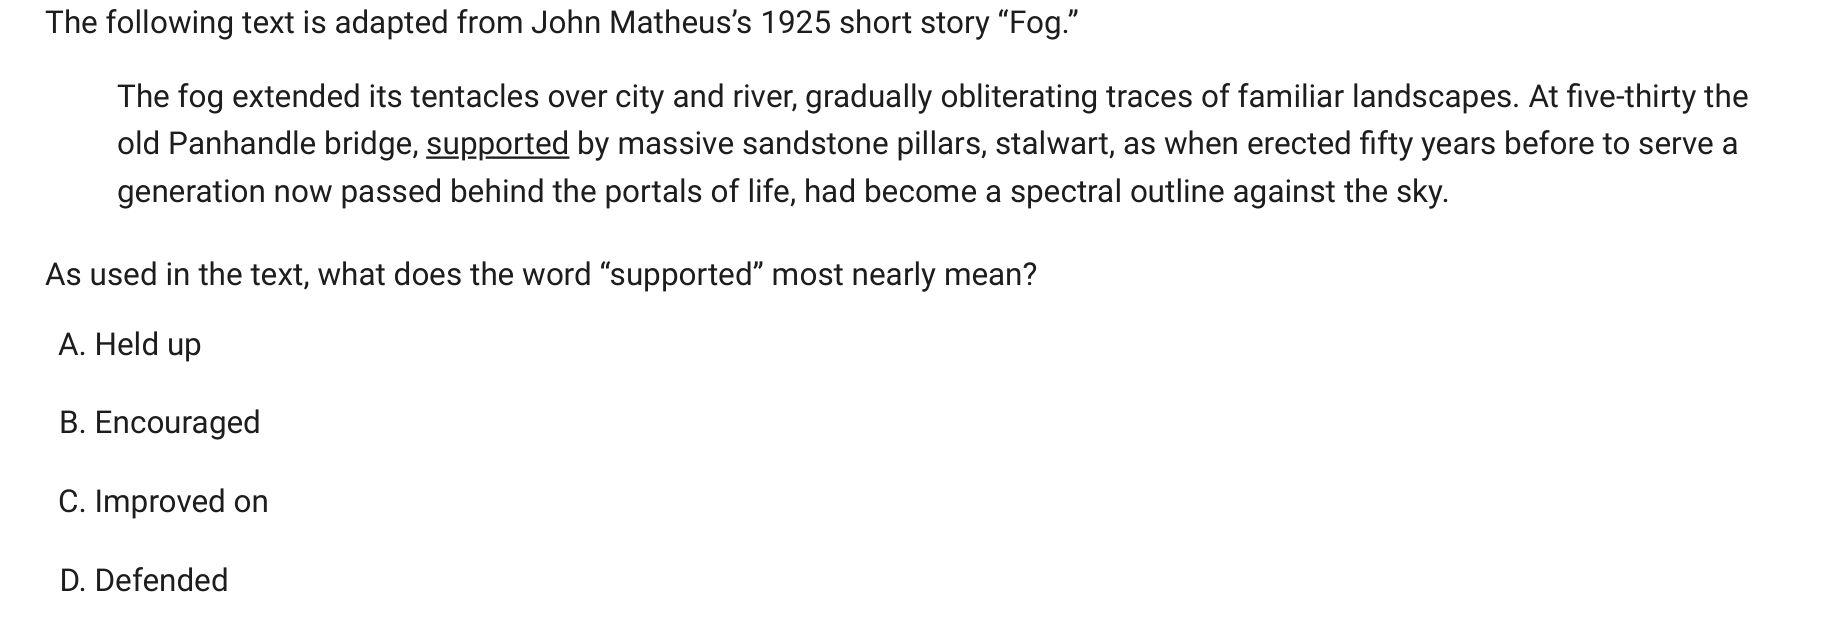 The following text is adapted from John Matheus’s 1925 short story “Fog.”
The fog extended its tentacles over city and river, gradually obliterating traces of familiar landscapes. At five-thirty the
old Panhandle bridge, supported by massive sandstone pillars, stalwart, as when erected fifty years before to serve a
generation now passed behind the portals of life, had become a spectral outline against the sky.
As used in the text, what does the word “supported” most nearly mean?
A. Held up
B. Encouraged
C. Improved on
D. Defended